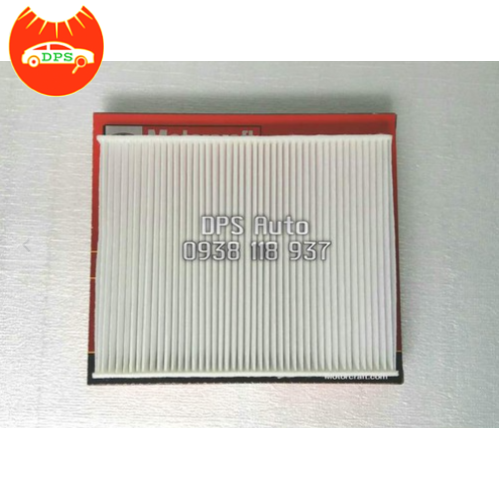 DPS
Motorcraft
DPS Auto
0938 118 937
motorcraft.com